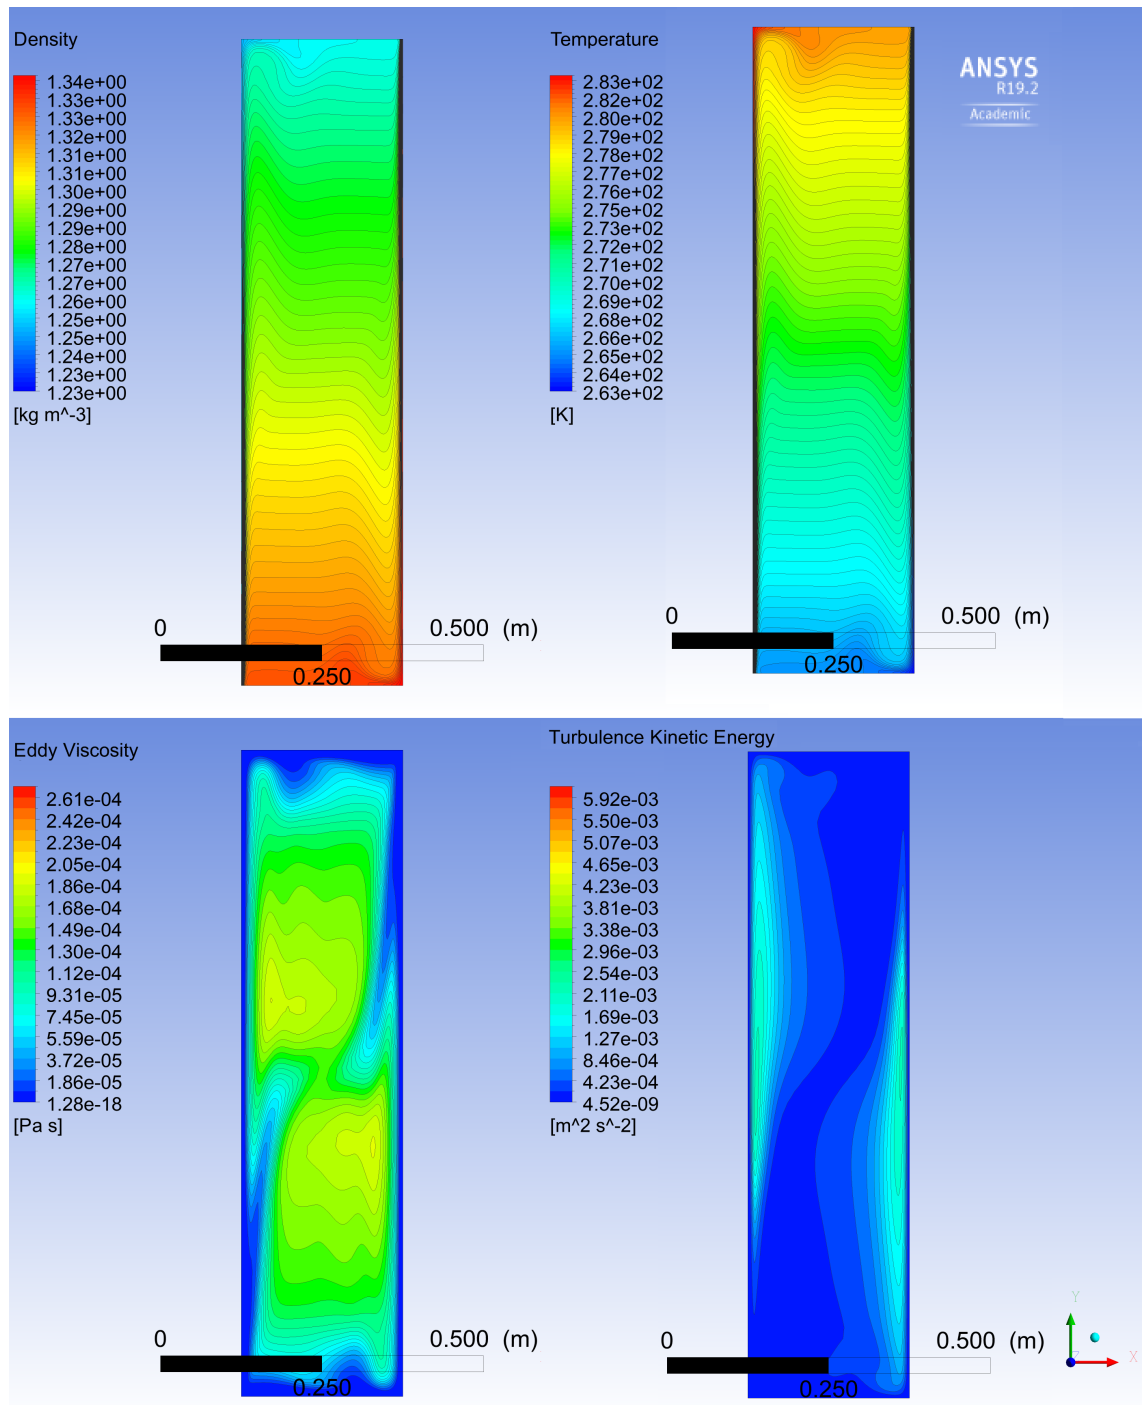 Density
1.34e+00
1.33e+00
1.33e+00
1.32e+00
1.31e+00
1.31e+00
1.30e+00
1.29e+00
1.29e+00
1.28e+00
1.27e+00
1.27e+00
1.26e+00
1.25e+00
1.25e+00
1.24e+00
1.23e+00
1.23e+00
[kg m^-3]
0
0.500 (m)
0.250
Temperature
2.83e+02
2.82e+02
2.80e+02
2.79e+02
2.78e+02
2.77e+02
2.76e+02
2.75e+02
2.73e+02
2.72e+02
2.71e+02
2.70e+02
2.69e+02
2.68e+02
2.66e+02
2.65e+02
2.64e+02
2.63e+02
[K]
ANSYS
R19.2
Academic
0
0.500 (m)
0.250
Eddy Viscosity
2.61e-04
2.42e-04
2.23e-04
2.05e-04
1.86e-04
1.68e-04
1.49e-04
1.30e-04
1.12e-04
9.31e-05
7.45e-05
5.59e-05
3.72e-05
1.86e-05
1.28e-18
[Pa s]
0
0.500 (m)
0.250
Turbulence Kinetic Energy
5.92e-03
5.50e-03
5.07e-03
4.65e-03
4.23e-03
3.81e-03
3.38e-03
2.96e-03
2.54e-03
2.11e-03
1.69e-03
1.27e-03
8.46e-04
4.23e-04
4.52e-09
[m^2 s^-2]
0
0.500 (m)
0.250
Y
X
Z